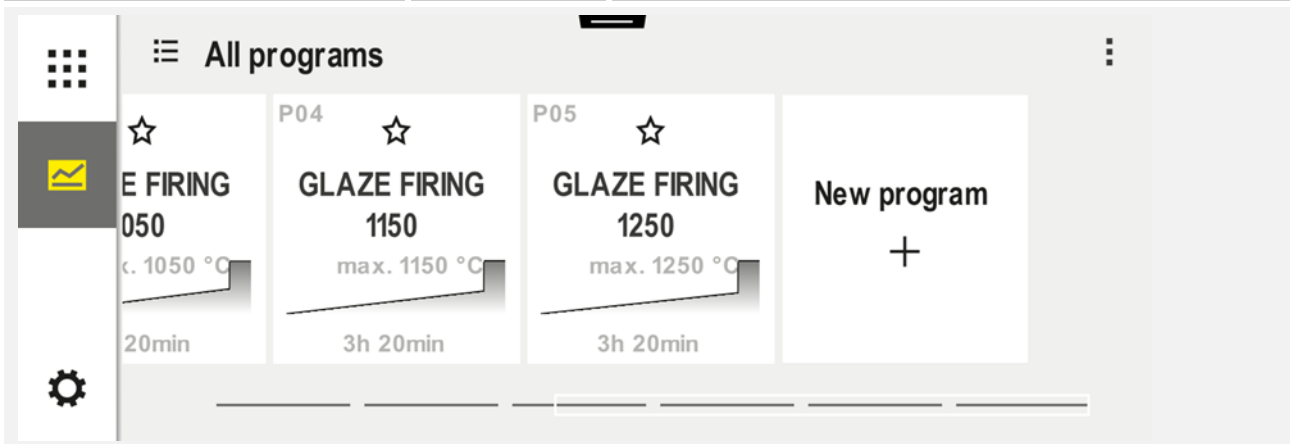 All programs
E FIRING
050
. 1050 °C
20min
P04
GLAZE FIRING
1150
max. 1150 °C
3h 20min
P05
GLAZE FIRING
1250
max. 1250 °C
3h 20min
New program
+